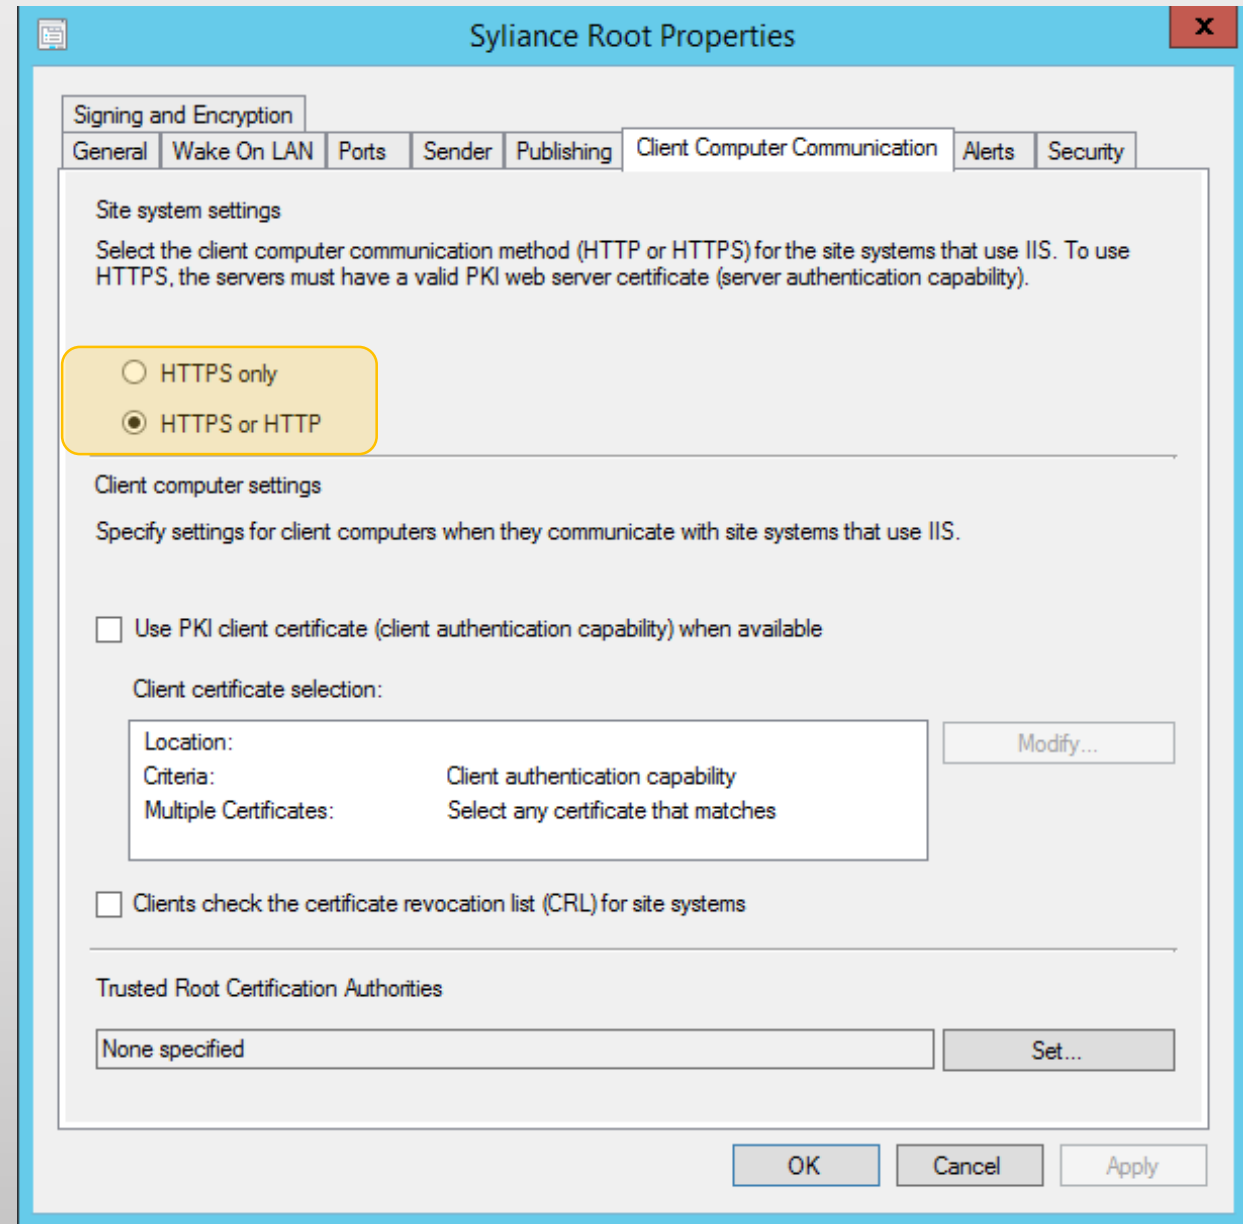 Syliance Root Properties
x
Signing and Encryption
General Wake On LAN Ports Sender Publishing Client Computer Communication Alerts Security
Site system settings
Select the client computer communication method (HTTP or HTTPS) for the site systems that use IIS. To use
HTTPS, the servers must have a valid PKI web server certificate (server authentication capability).
HTTPS only
HTTPS or HTTP
Client computer settings
Specify settings for client computers when they communicate with site systems that use IIS.
Use PKI client certificate (client authentication capability) when available
Client certificate selection:
Location:
Modify...
Criteria: Client authentication capability
Multiple Certificates: Select any certificate that matches
Clients check the certificate revocation list (CRL) for site systems
Trusted Root Certification Authorities
None specified Set...
OK Cancel Apply